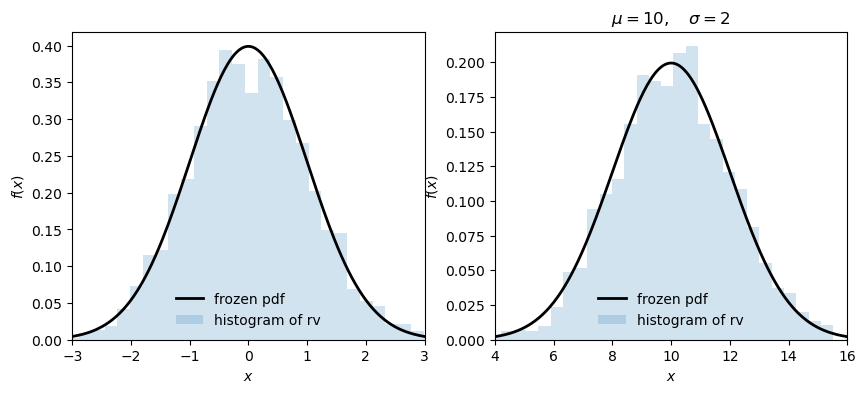 0.40
0.35
0.30
0.25
0.20
0.15
0.10
0.05
0.00
f(x)
frozen pdf
histogram of rv
−3 −2 −1 0 1 2 3
x
μ = 10, σ = 2
0.200
0.175
0.150
0.125
0.100
0.075
0.050
0.025
0.000
f(x)
frozen pdf
histogram of rv
4 6 8 10 12 14 16
x